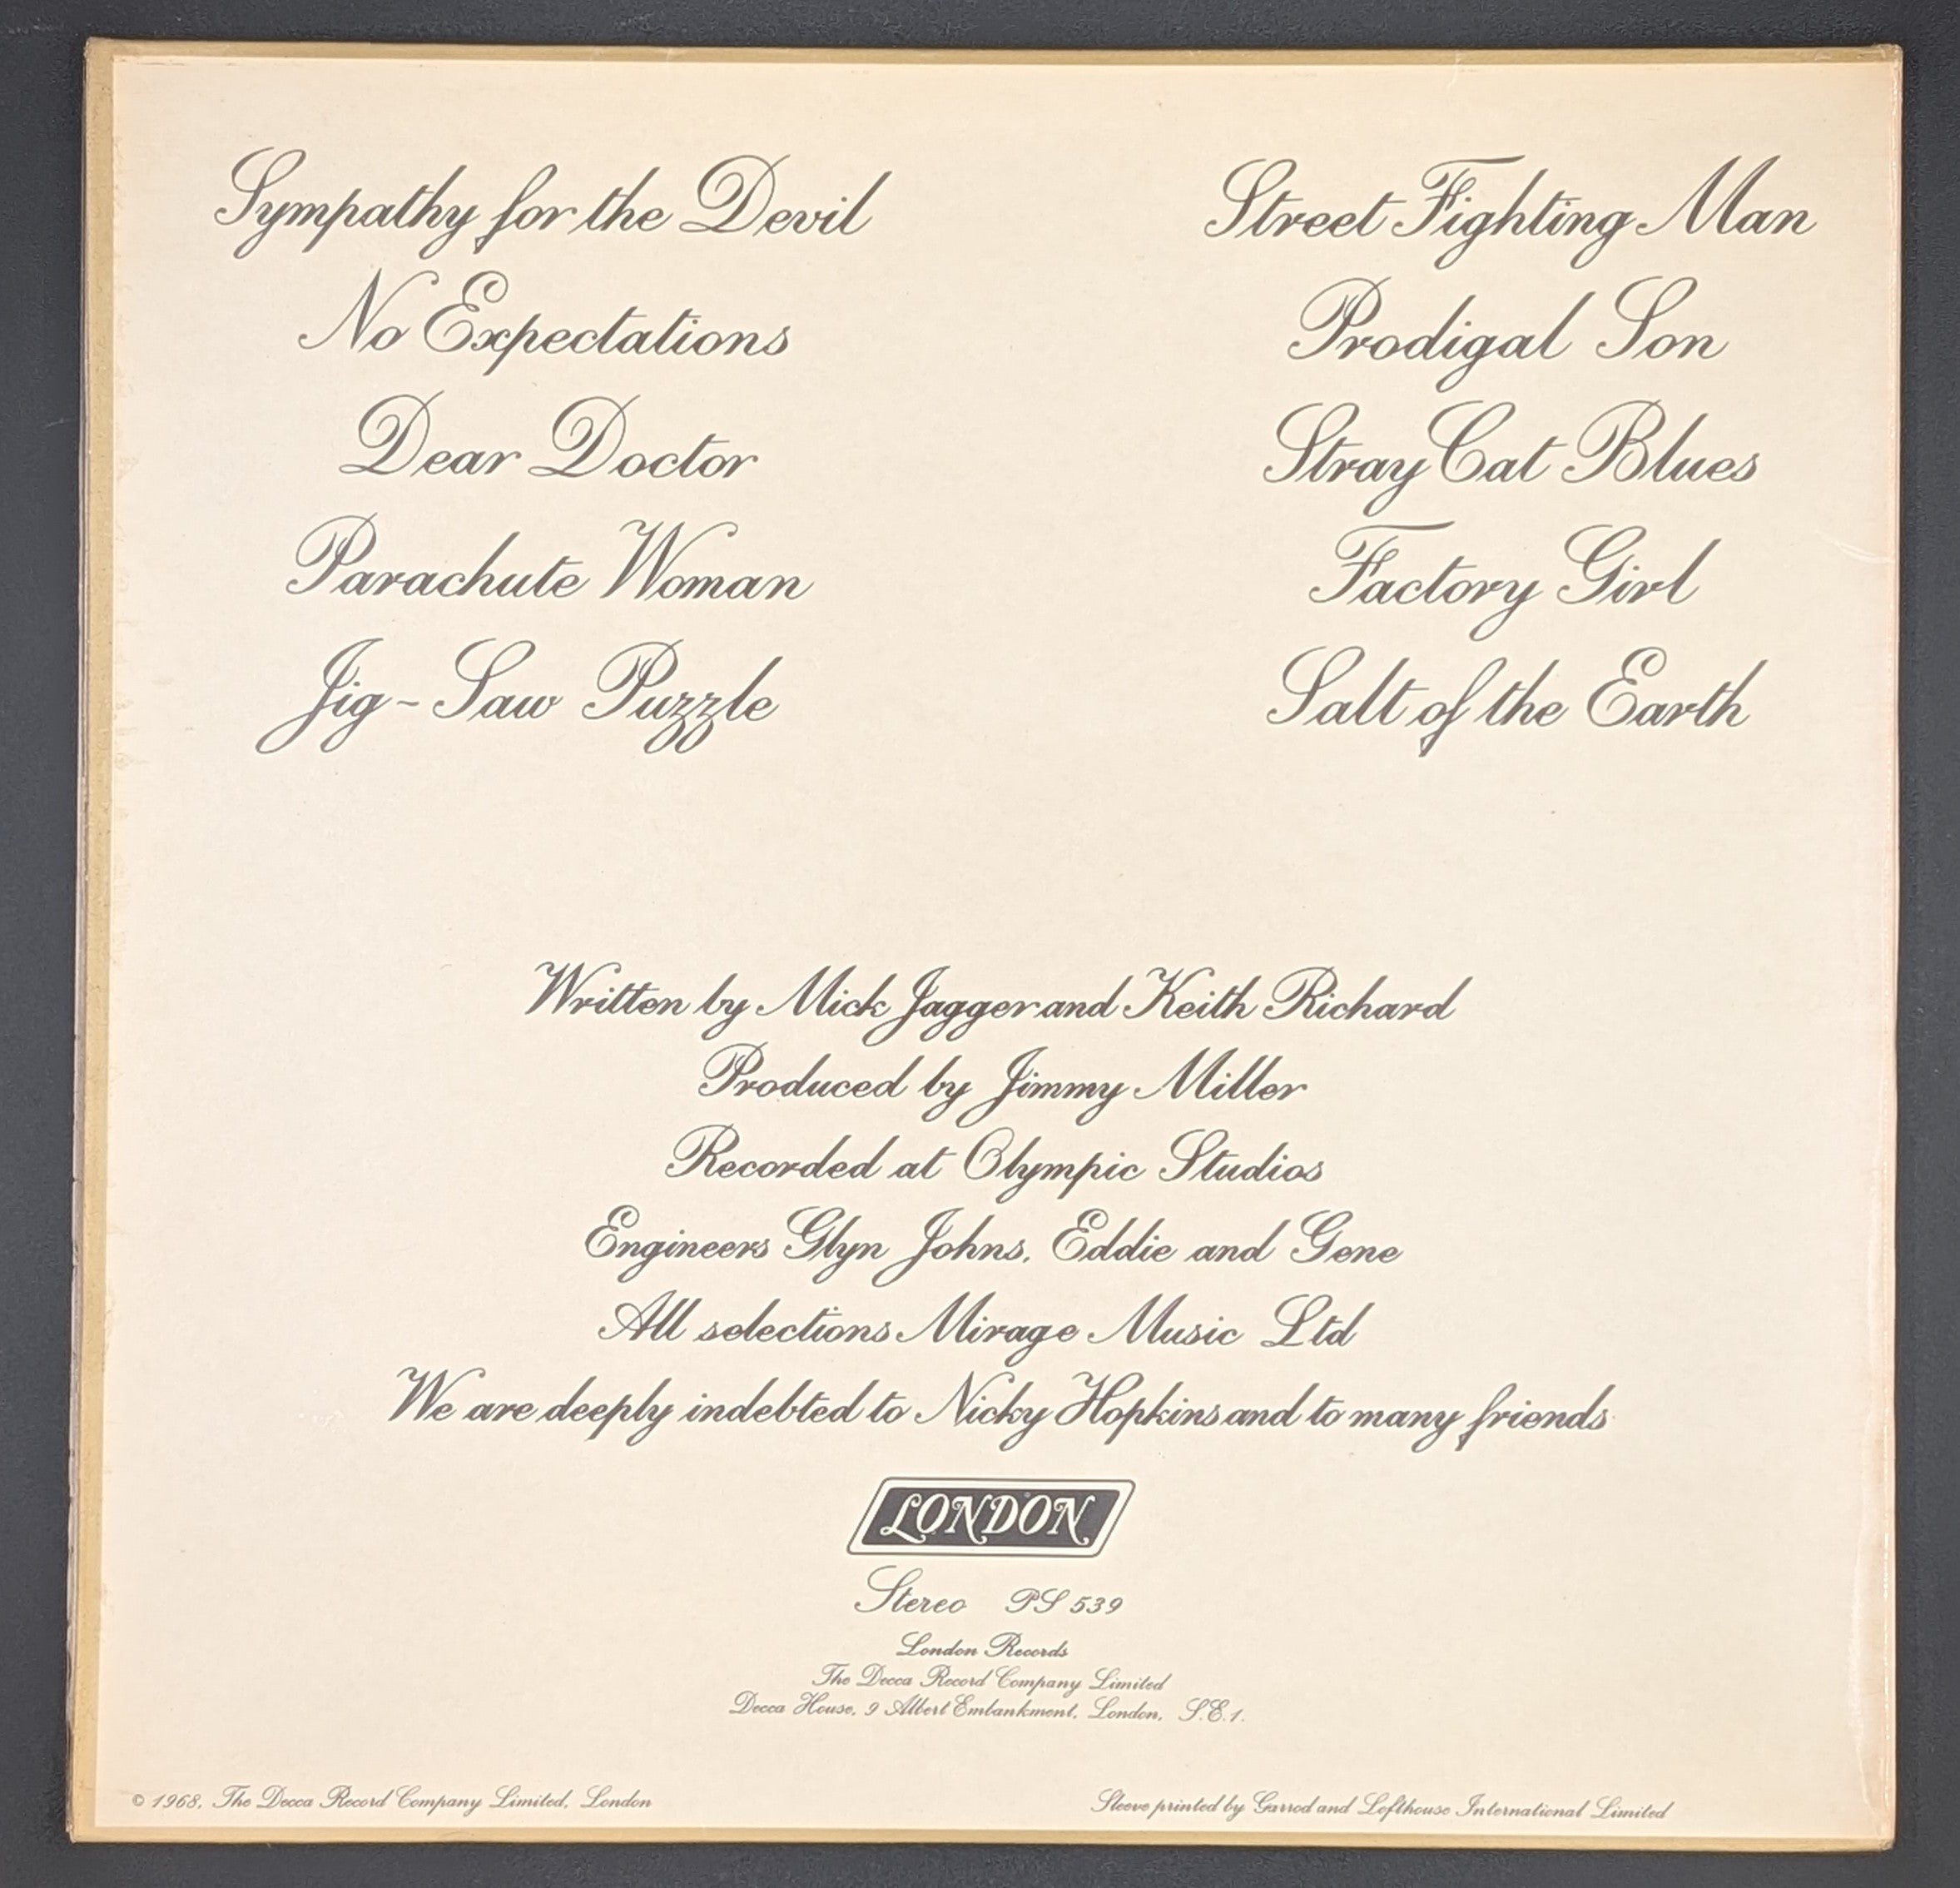 Sympathy for the Devil
No Expectations
Dear Doctor
Parachute Woman
Jig-Saw Puzzle
Street Fighting Man
Prodigal Son
Stray Cat Blues
Factory Girl
Salt of the Earth
Written by Mick Jagger and Keith Richard
Produced by Jimmy Miller
Recorded at Olympic Studios
Engineers Glyn Johns, Eddie and Gene
All selections Mirage Music Ltd
We are deeply indebted to Nicky Hopkins and to many friends
LONDON
Stereo PS 539
London Records
The Decca Record Company Limited
Decca House, 9 Albert Embankment, London, S.E.1.
© 1968, The Decca Record Company Limited, London
Sleeve printed by Garrod and Lofthouse International Limited